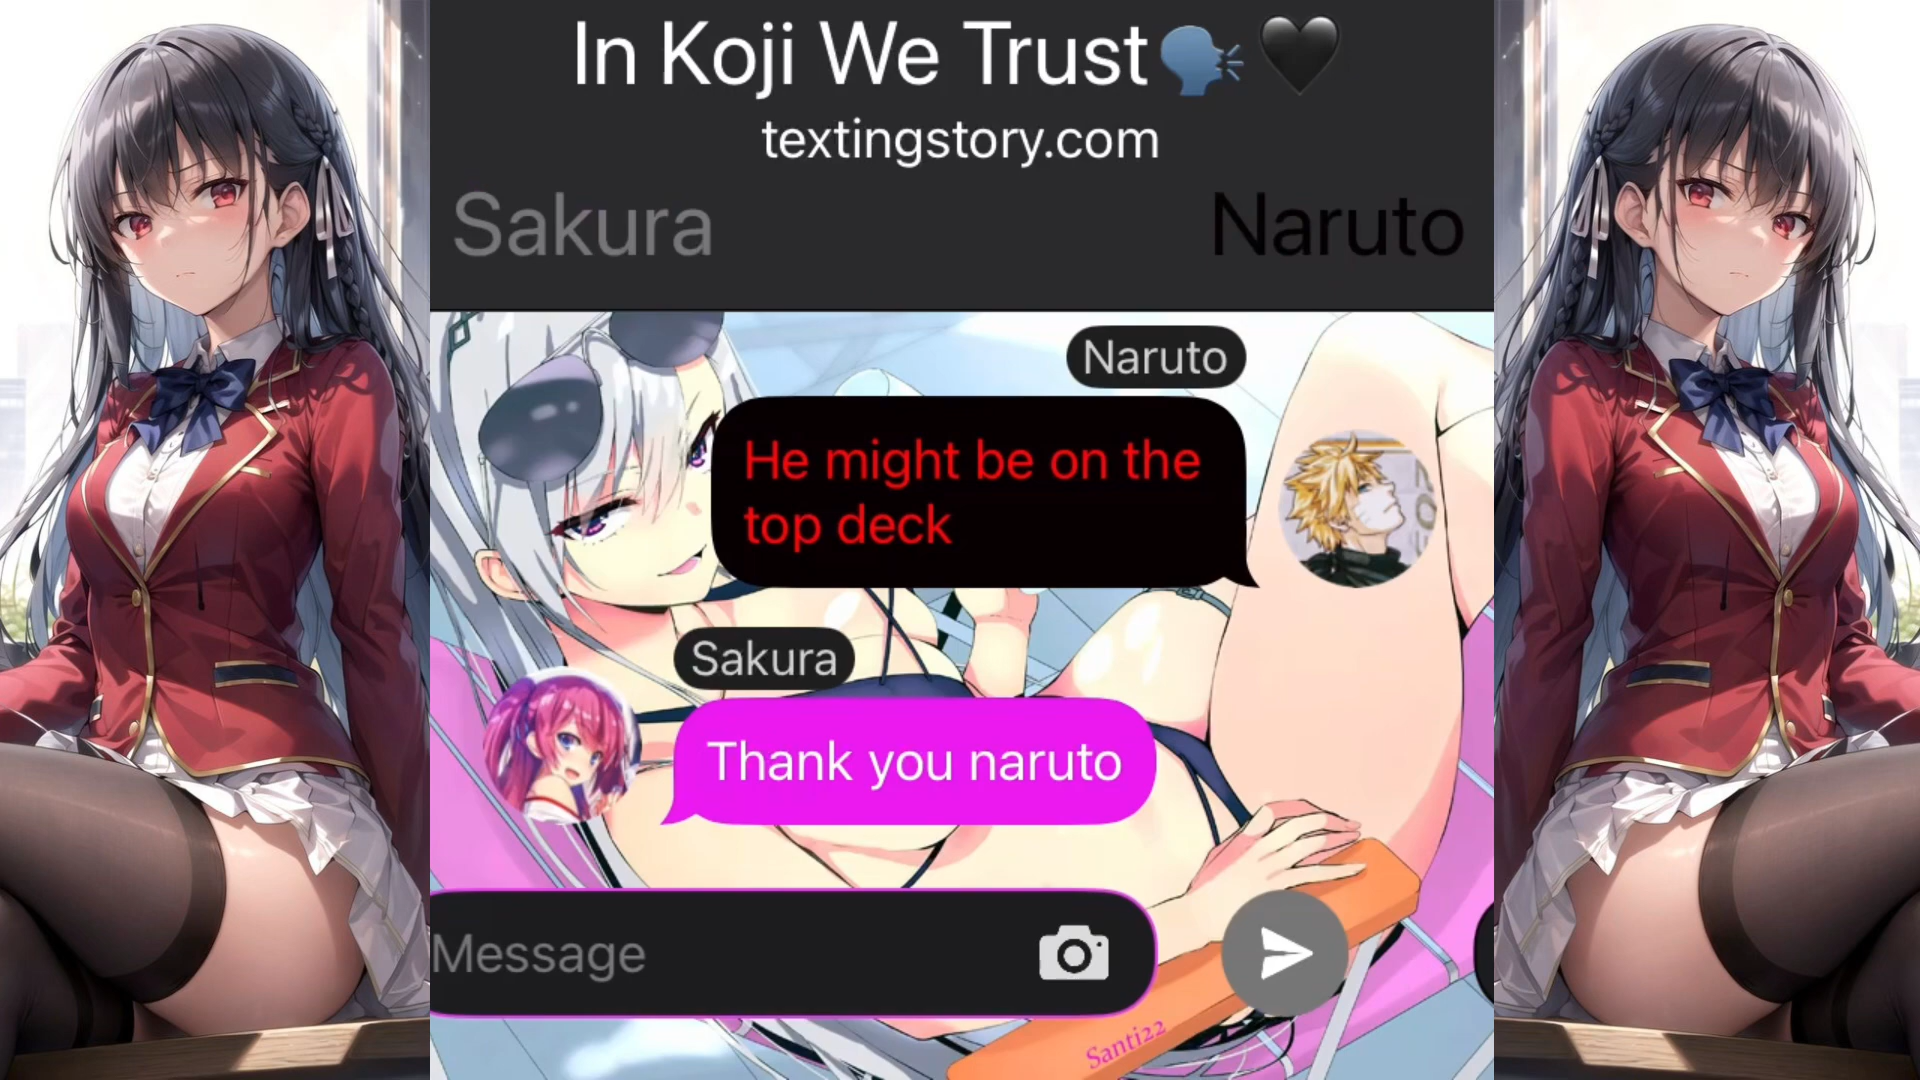 In Koji We Trust🗣️🖤
textingstory.com
Sakura
Naruto
Naruto
He might be on the
top deck
Sakura
Thank you naruto
Message
Santi22